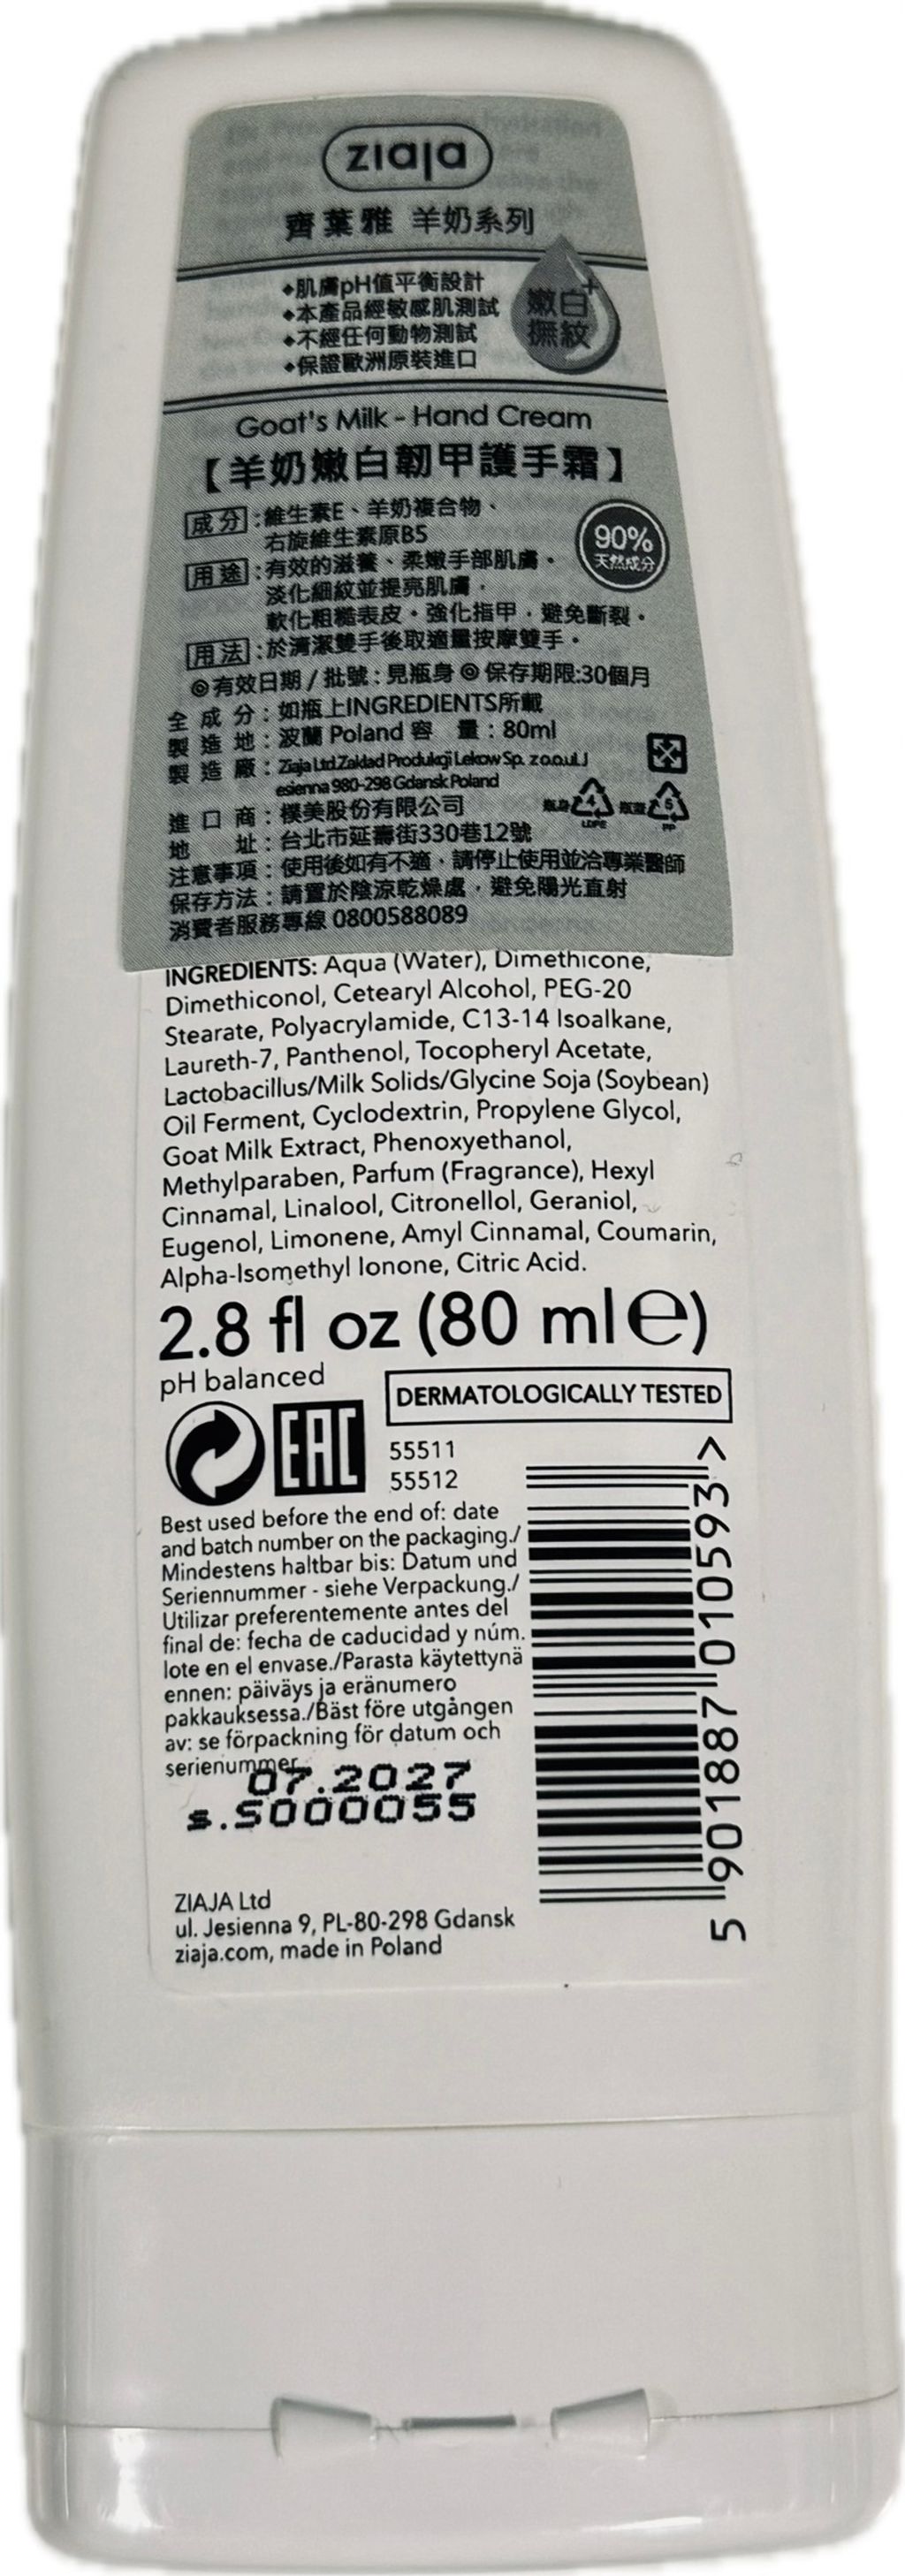 ziaja
齊葉雅 羊奶系列
◆肌膚pH值平衡設計
◆本產品經敏感肌測試
◆不經任何動物測試
◆保證歐洲原裝進口
嫩白+
撫紋
Goat's Milk - Hand Cream
【羊奶嫩白韌甲護手霜】
成分:維生素E、羊奶複合物、
右旋維生素原B5
90%
天然成分
用途:有效的滋養、柔嫩手部肌膚。
淡化細紋並提亮肌膚,
軟化粗糙表皮。強化指甲,避免斷裂。
用法:於清潔雙手後取適量按摩雙手。
◎有效日期/批號:見瓶身◎保存期限:30個月
全成分:如瓶上INGREDIENTS所載
製造地:波蘭 Poland 容 量:80ml
製造廠:Ziaja Ltd.Zakład Produkcji Leków Sp. z o.o.ul.J
esienna 980-298 Gdansk Poland
進口商:樸美股份有限公司
瓶身 4 LDPE 瓶蓋 5 PP
地 址:台北市延壽街330巷12號
注意事項:使用後如有不適,請停止使用並洽專業醫師
保存方法:請置於陰涼乾燥處,避免陽光直射
消費者服務專線 0800588089
INGREDIENTS: Aqua (Water), Dimethicone,
Dimethiconol, Cetearyl Alcohol, PEG-20
Stearate, Polyacrylamide, C13-14 Isoalkane,
Laureth-7, Panthenol, Tocopheryl Acetate,
Lactobacillus/Milk Solids/Glycine Soja (Soybean)
Oil Ferment, Cyclodextrin, Propylene Glycol,
Goat Milk Extract, Phenoxyethanol,
Methylparaben, Parfum (Fragrance), Hexyl
Cinnamal, Linalool, Citronellol, Geraniol,
Eugenol, Limonene, Amyl Cinnamal, Coumarin,
Alpha-Isomethyl Ionone, Citric Acid.
2.8 fl oz (80 ml ℮)
pH balanced
DERMATOLOGICALLY TESTED
EAC
55511
55512
Best used before the end of: date
and batch number on the packaging./
Mindestens haltbar bis: Datum und
Seriennummer - siehe Verpackung./
Utilizar preferentemente antes del
final de: fecha de caducidad y núm.
lote en el envase./Parasta käytettynä
ennen: päiväys ja eränumero
pakkauksessa./Bäst före utgången
av: se förpackning för datum och
serienummer
07.2027
s.S000055
5 901887 010593 >
ZIAJA Ltd
ul. Jesienna 9, PL-80-298 Gdansk
ziaja.com, made in Poland